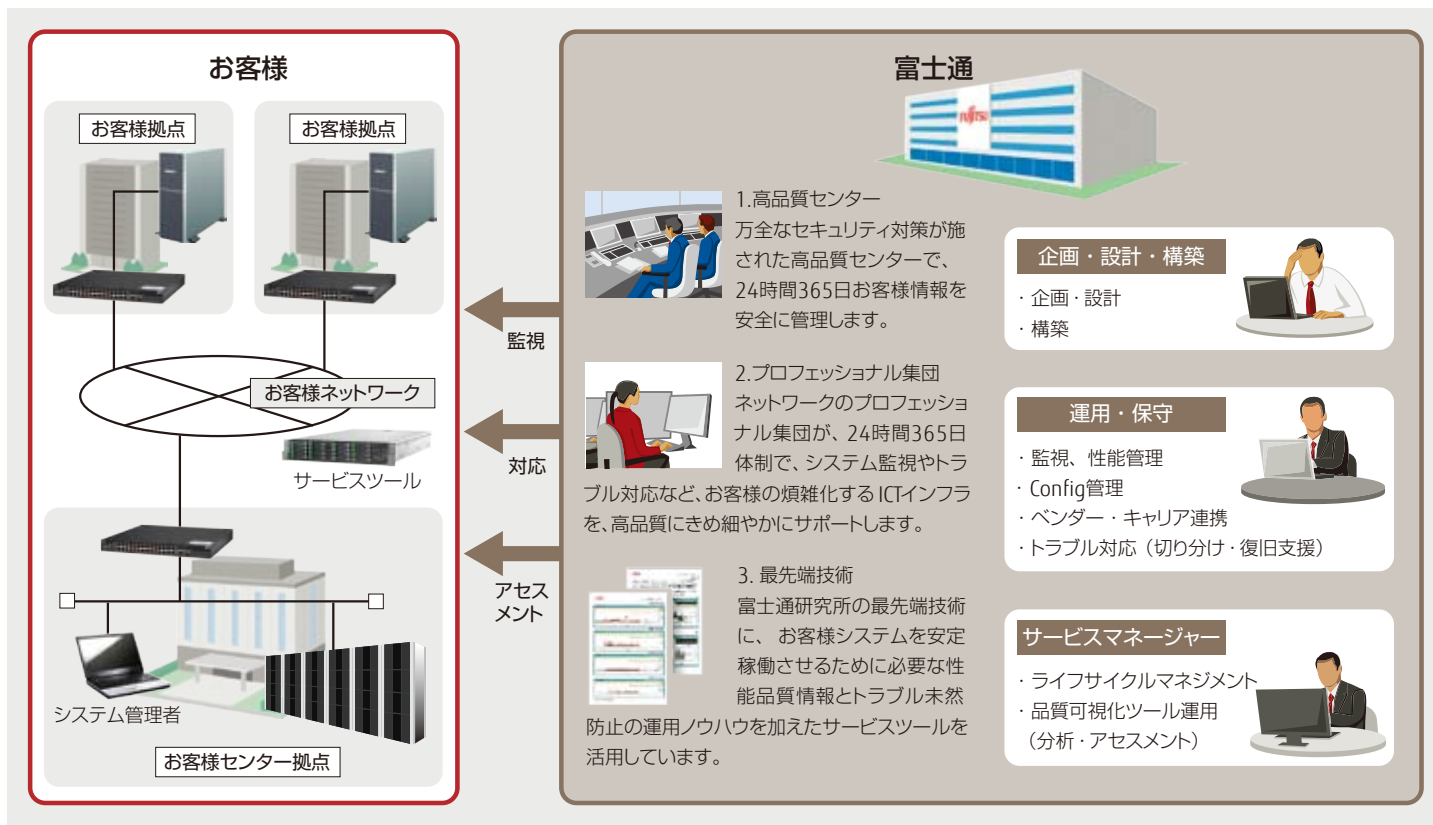 お客様
お客様拠点
お客様拠点
お客様ネットワーク
サービスツール
システム管理者
お客様センター拠点
監視
対応
アセス
メント
富士通
FUJITSU
1.高品質センター
万全なセキュリティ対策が施
された高品質センターで、
24時間365日お客様情報を
安全に管理します。
2.プロフェッショナル集団
ネットワークのプロフェッショ
ナル集団が、24時間365日
体制で、システム監視やトラ
ブル対応など、お客様の煩雑化するICTインフラ
を、高品質にきめ細やかにサポートします。
3. 最先端技術
富士通研究所の最先端技術
に、お客様システムを安定
稼働させるために必要な性
能品質情報とトラブル未然
防止の運用ノウハウを加えたサービスツールを
活用しています。
企画・設計・構築
・企画・設計
・構築
運用・保守
・監視、性能管理
・Config管理
・ベンダー・キャリア連携
・トラブル対応（切り分け・復旧支援）
サービスマネージャー
・ライフサイクルマネジメント
・品質可視化ツール運用
（分析・アセスメント）